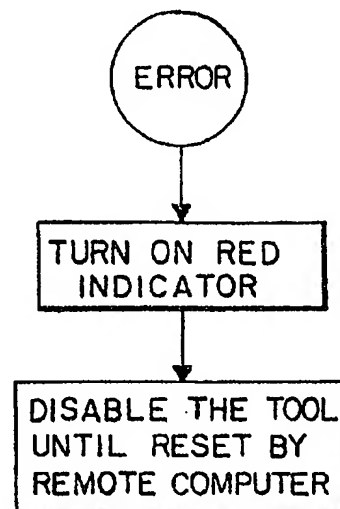 ERROR
TURN ON RED
INDICATOR
DISABLE THE TOOL
UNTIL RESET BY
REMOTE COMPUTER